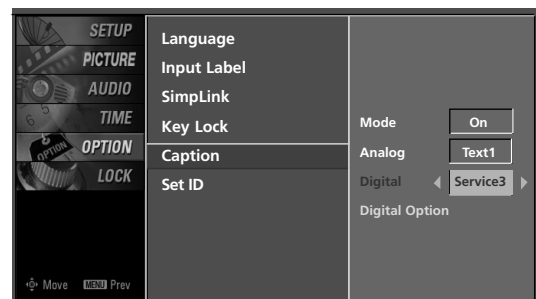 SETUP
PICTURE
AUDIO
TIME
OPTION
LOCK
Move MENU Prev
Language
Input Label
SimpLink
Key Lock
Caption
Set ID
Mode On
Analog Text1
Digital Service3
Digital Option